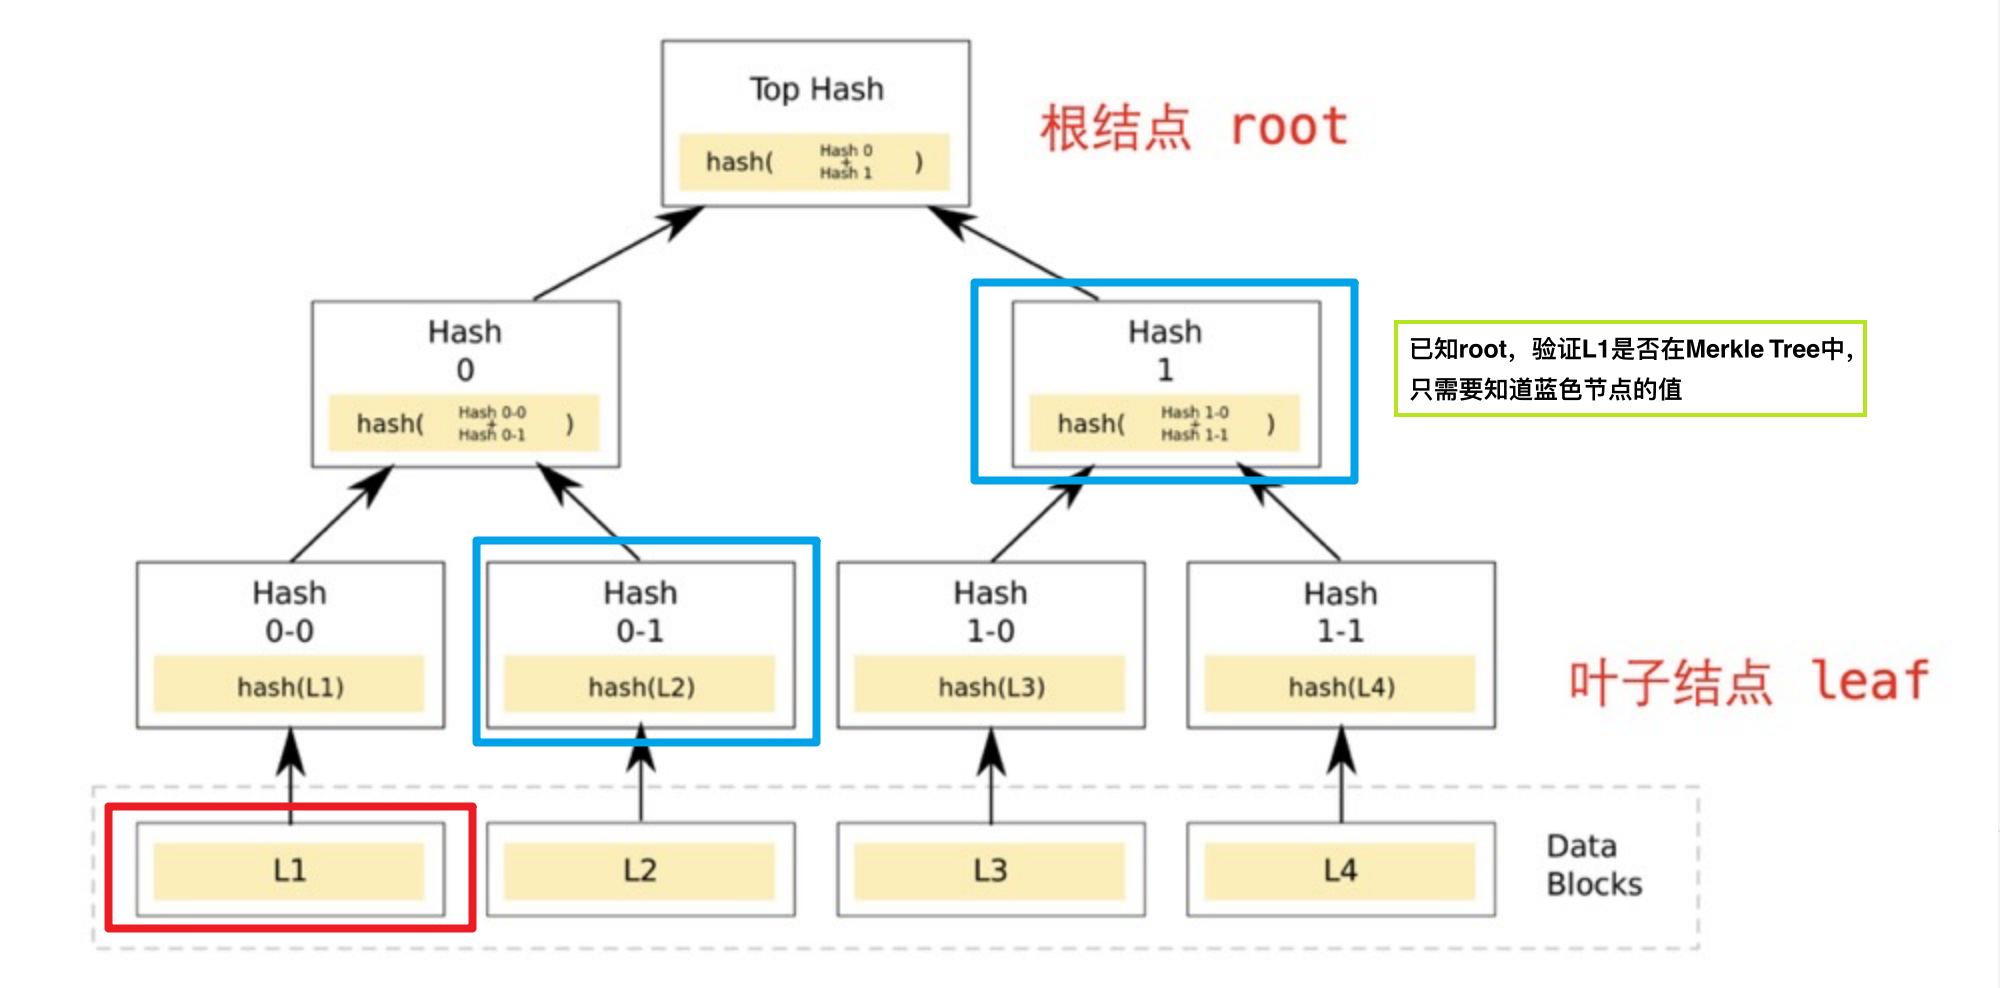 Top Hash
hash( Hash 0 + Hash 1 )
根结点 root
Hash
0
hash( Hash 0-0 + Hash 0-1 )
Hash
1
hash( Hash 1-0 + Hash 1-1 )
已知root，验证L1是否在Merkle Tree中，
只需要知道蓝色节点的值
Hash
0-0
hash(L1)
Hash
0-1
hash(L2)
Hash
1-0
hash(L3)
Hash
1-1
hash(L4)
叶子结点 leaf
L1
L2
L3
L4
Data
Blocks